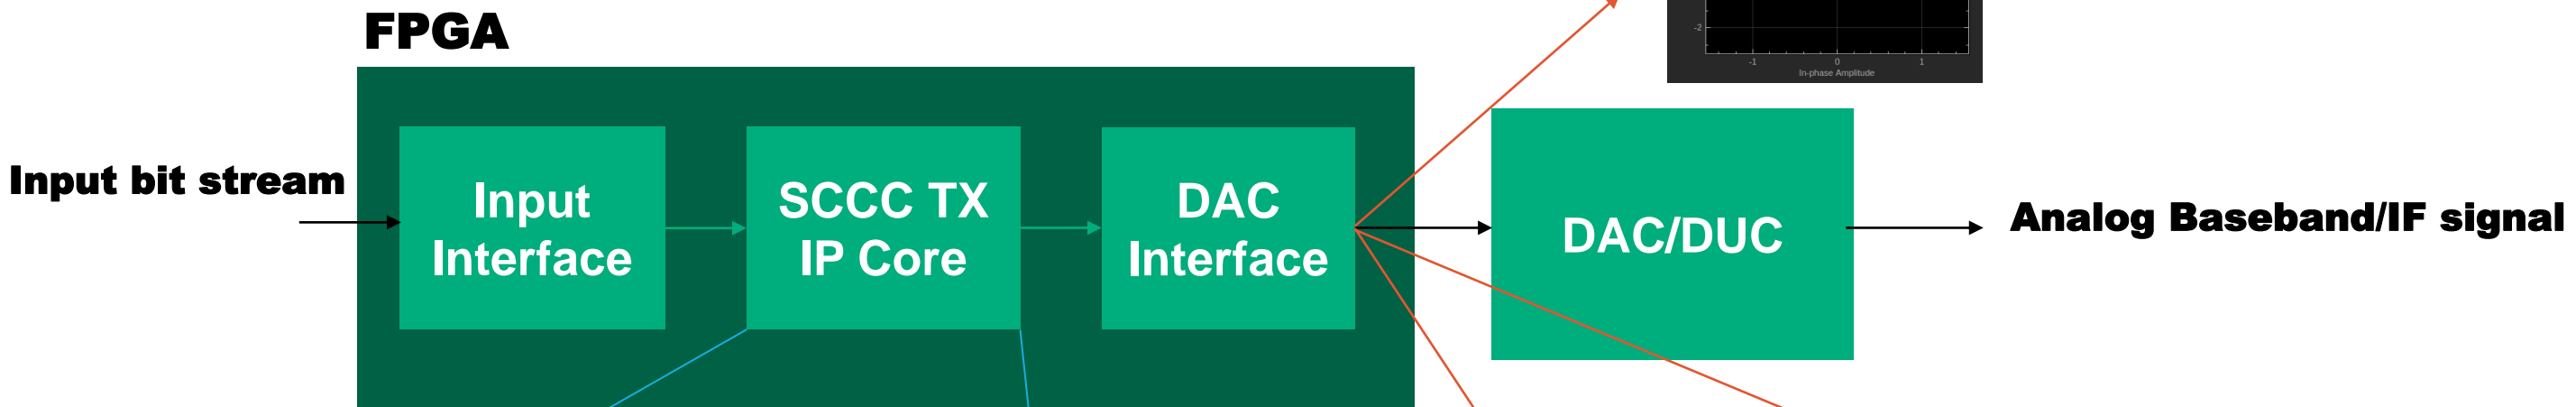 FPGA
-2
-1 0 1
In-phase Amplitude
Input bit stream
Input
Interface
SCCC TX
IP Core
DAC
Interface
DAC/DUC
Analog Baseband/IF signal